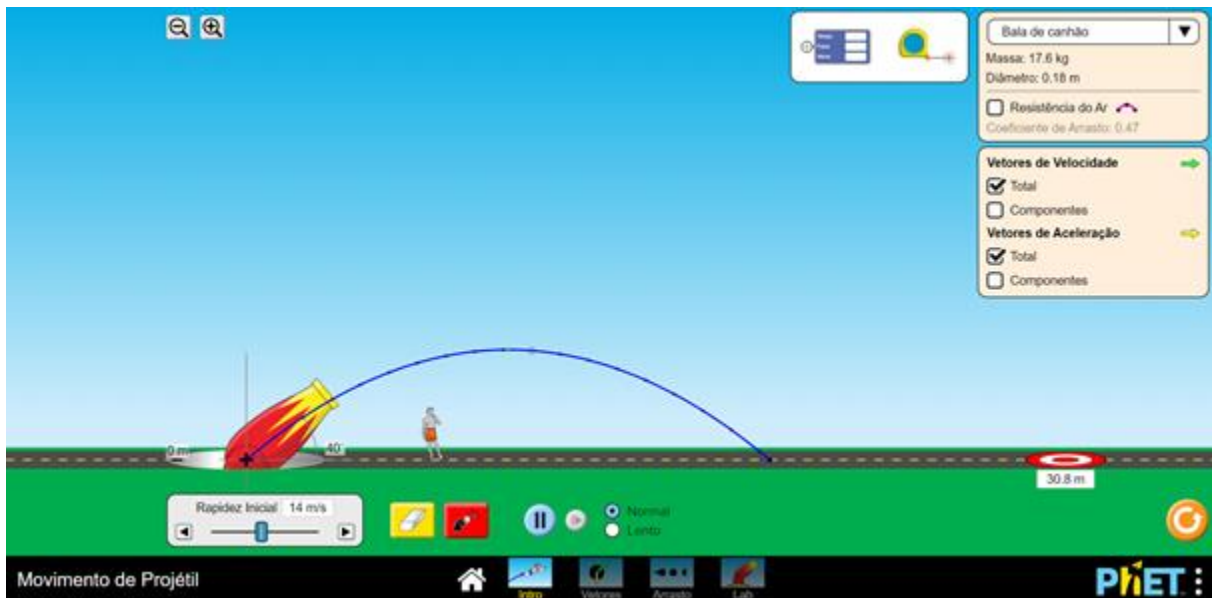 Bala de canhão
Massa: 17.6 kg
Diâmetro: 0.18 m
Resistência do Ar
Coeficiente de Arrasto: 0.47
Vetores de Velocidade
Total
Componentes
Vetores de Aceleração
Total
Componentes
0 m
40°
30.8 m
Rapidez Inicial 14 m/s
Normal
Lento
Movimento de Projétil
Intro
Vetores
Arrasto
Lab
PhET